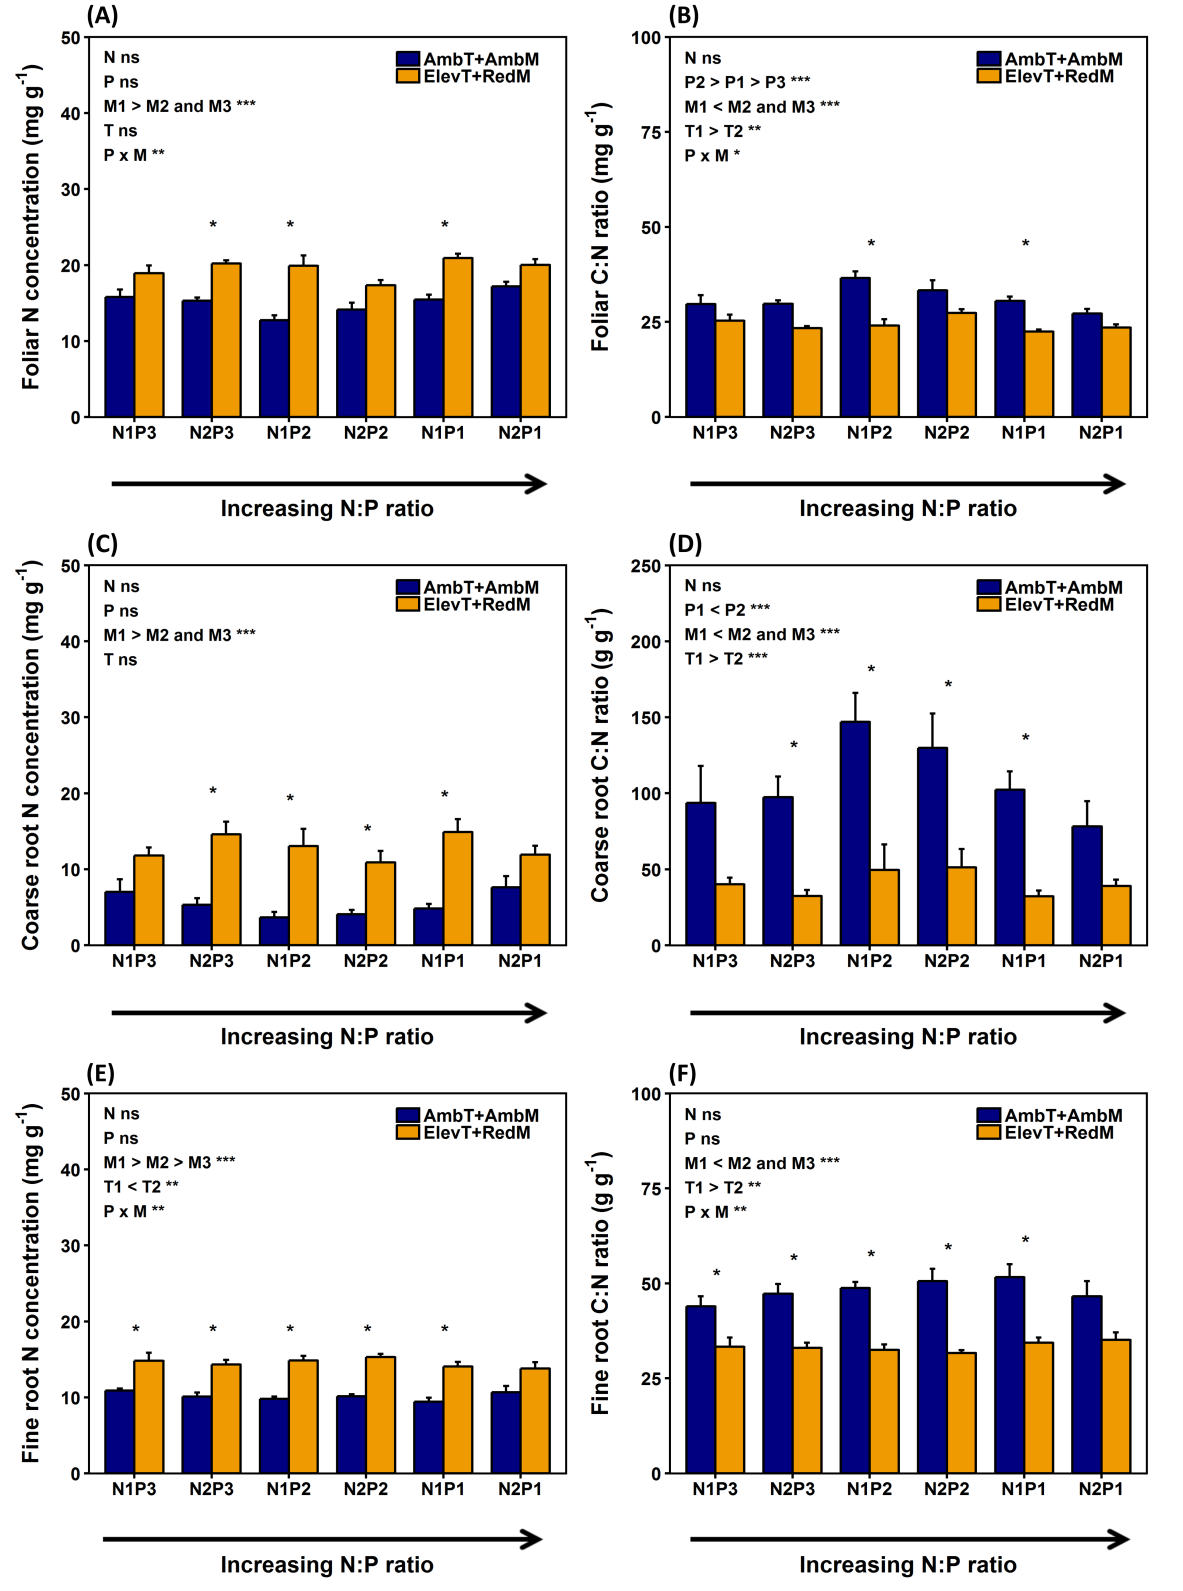 (A)
Foliar N concentration (mg g-1)
50
40
30
20
10
0
N ns
P ns
M1 > M2 and M3 ***
T ns
P x M **
AmbT+AmbM
ElevT+RedM
* * *
N1P3 N2P3 N1P2 N2P2 N1P1 N2P1
Increasing N:P ratio
(B)
Foliar C:N ratio (mg g-1)
100
75
50
25
0
N ns
P2 > P1 > P3 ***
M1 < M2 and M3 ***
T1 > T2 **
P x M *
AmbT+AmbM
ElevT+RedM
* *
N1P3 N2P3 N1P2 N2P2 N1P1 N2P1
Increasing N:P ratio
(C)
Coarse root N concentration (mg g-1)
50
40
30
20
10
0
N ns
P ns
M1 > M2 and M3 ***
T ns
AmbT+AmbM
ElevT+RedM
* * * *
N1P3 N2P3 N1P2 N2P2 N1P1 N2P1
Increasing N:P ratio
(D)
Coarse root C:N ratio (g g-1)
250
200
150
100
50
0
N ns
P1 < P2 ***
M1 < M2 and M3 ***
T1 > T2 ***
AmbT+AmbM
ElevT+RedM
* * * *
N1P3 N2P3 N1P2 N2P2 N1P1 N2P1
Increasing N:P ratio
(E)
Fine root N concentration (mg g-1)
50
40
30
20
10
0
N ns
P ns
M1 > M2 > M3 ***
T1 < T2 **
P x M **
AmbT+AmbM
ElevT+RedM
* * * * *
N1P3 N2P3 N1P2 N2P2 N1P1 N2P1
Increasing N:P ratio
(F)
Fine root C:N ratio (g g-1)
100
75
50
25
0
N ns
P ns
M1 < M2 and M3 ***
T1 > T2 **
P x M **
AmbT+AmbM
ElevT+RedM
* * * * *
N1P3 N2P3 N1P2 N2P2 N1P1 N2P1
Increasing N:P ratio